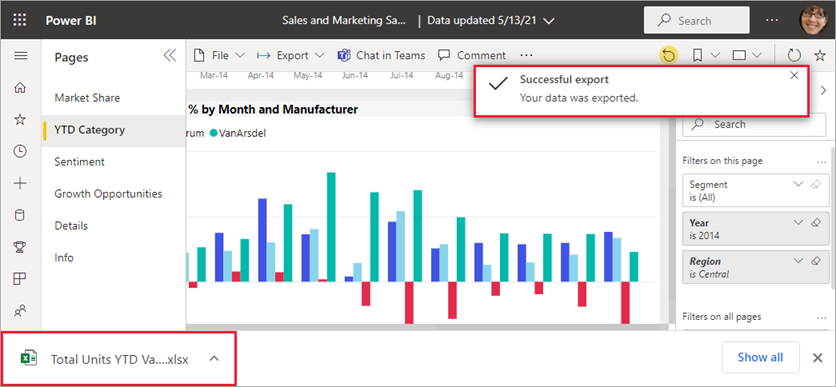 Power BI
Sales and Marketing Sa... | Data updated 5/13/21
Search
...
Pages
File
Export
Chat in Teams
Comment
...
Mar-14 Apr-14 May-14 Jun-14 Jul-14 Aug-14
Successful export
Your data was exported.
Market Share
YTD Category
Sentiment
Growth Opportunities
Details
Info
% by Month and Manufacturer
rum VanArsdel
Search
Filters on this page
...
Segment
is (All)
Year
is 2014
Region
is Central
Filters on all pages
...
Total Units YTD Va....xlsx
Show all